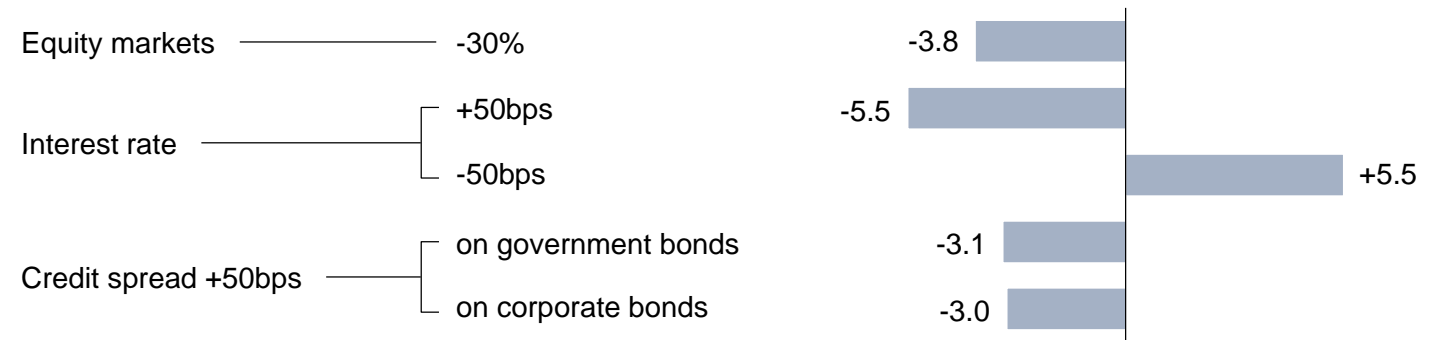 Equity markets -30% -3.8
+50bps -5.5
Interest rate
-50bps +5.5
on government bonds -3.1
Credit spread +50bps
on corporate bonds -3.0